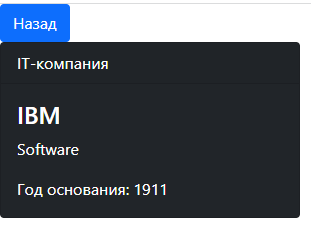 Назад
IT-компания
IBM
Software
Год основания: 1911